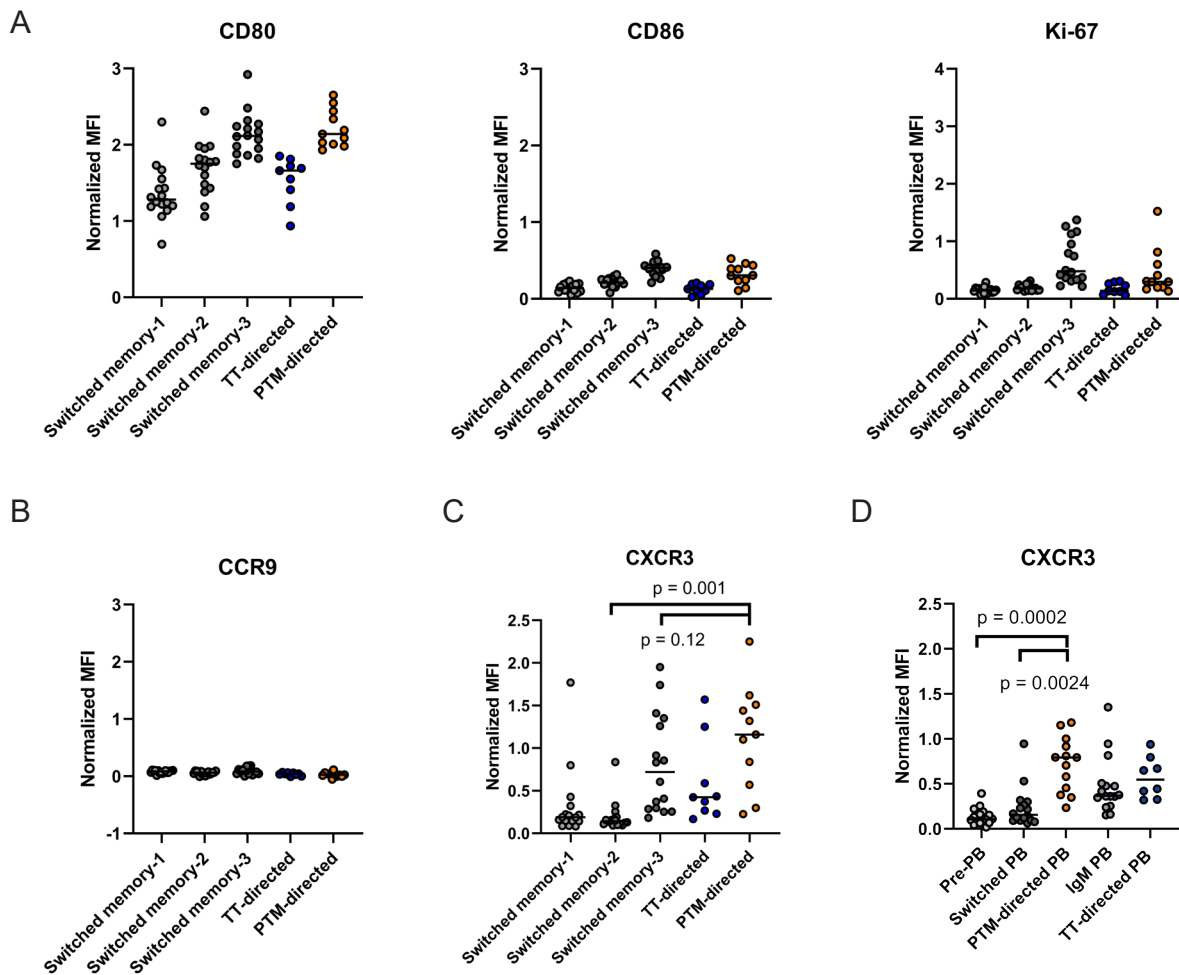 A
CD80
Normalized MFI
3
2
1
0
Switched memory-1
Switched memory-2
Switched memory-3
TT-directed
PTM-directed
CD86
Normalized MFI
3
2
1
0
Switched memory-1
Switched memory-2
Switched memory-3
TT-directed
PTM-directed
Ki-67
Normalized MFI
4
3
2
1
0
Switched memory-1
Switched memory-2
Switched memory-3
TT-directed
PTM-directed
B
CCR9
Normalized MFI
3
2
1
0
-1
Switched memory-1
Switched memory-2
Switched memory-3
TT-directed
PTM-directed
C
CXCR3
p = 0.001
p = 0.12
Normalized MFI
2.5
2.0
1.5
1.0
0.5
0.0
Switched memory-1
Switched memory-2
Switched memory-3
TT-directed
PTM-directed
D
CXCR3
p = 0.0002
p = 0.0024
Normalized MFI
2.5
2.0
1.5
1.0
0.5
0.0
Pre-PB
Switched PB
PTM-directed PB
IgM PB
TT-directed PB